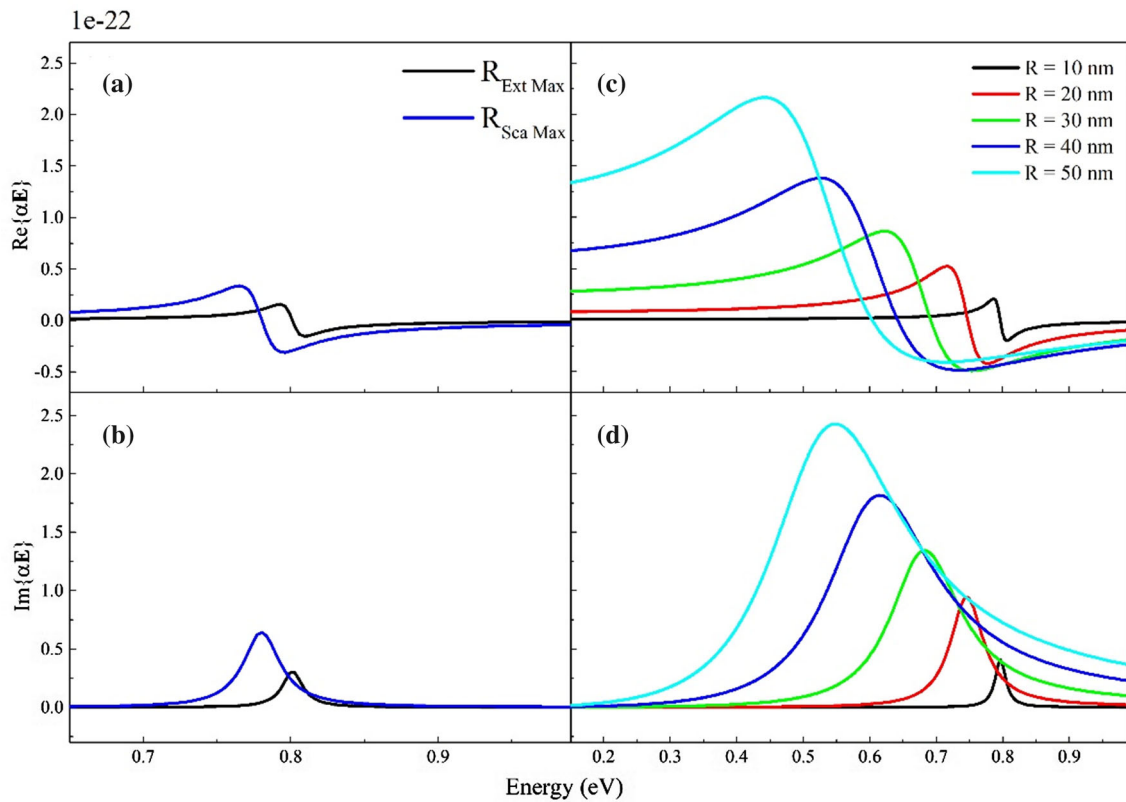 1e-22
(a)
R Ext Max
R Sca Max
(c)
R = 10 nm
R = 20 nm
R = 30 nm
R = 40 nm
R = 50 nm
2.5
2.0
1.5
1.0
0.5
0.0
-0.5
Re{αE}
(b)
(d)
2.5
2.0
1.5
1.0
0.5
0.0
Im{αE}
0.7 0.8 0.9 0.2 0.3 0.4 0.5 0.6 0.7 0.8 0.9
Energy (eV)